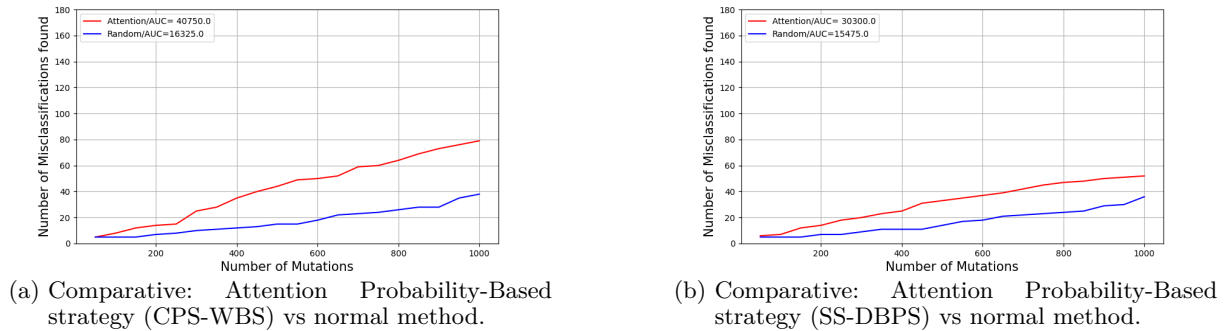 180
160
140
120
100
80
60
40
20
0
Number of Misclassifications found
Attention/AUC= 40750.0
Random/AUC=16325.0
200
400
600
800
1000
Number of Mutations
(a) Comparative: Attention Probability-Based
strategy (CPS-WBS) vs normal method.
180
160
140
120
100
80
60
40
20
0
Number of Misclassifications found
Attention/AUC= 30300.0
Random/AUC=15475.0
200
400
600
800
1000
Number of Mutations
(b) Comparative: Attention Probability-Based
strategy (SS-DBPS) vs normal method.